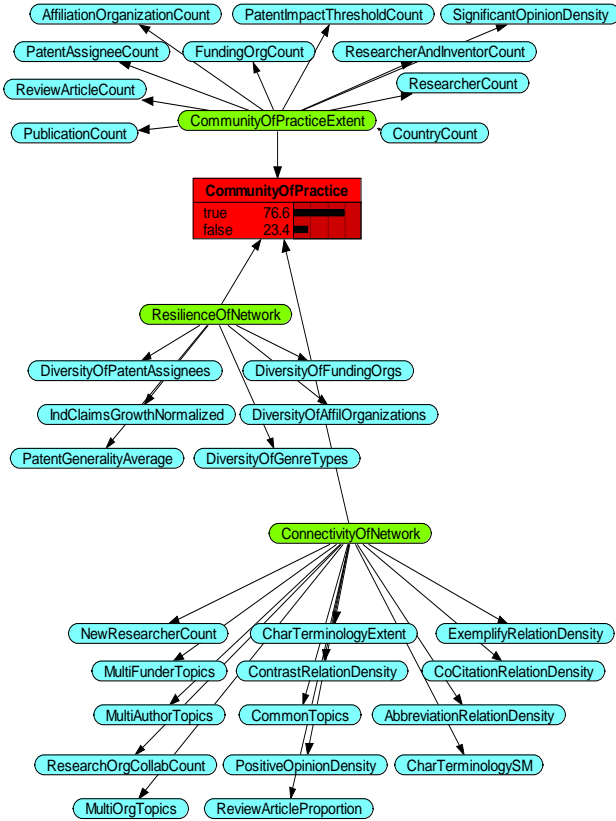 AffiliationOrganizationCount
PatentImpactThresholdCount
SignificantOpinionDensity
PatentAssigneeCount
FundingOrgCount
ResearcherAndInventorCount
ReviewArticleCount
ResearcherCount
PublicationCount
CommunityOfPracticeExtent
CountryCount
CommunityOfPractice
true 76.6
false 23.4
ResilienceOfNetwork
DiversityOfPatentAssignees
DiversityOfFundingOrgs
IndClaimsGrowthNormalized
DiversityOfAffilOrganizations
PatentGeneralityAverage
DiversityOfGenreTypes
ConnectivityOfNetwork
NewResearcherCount
CharTerminologyExtent
ExemplifyRelationDensity
MultiFunderTopics
ContrastRelationDensity
CoCitationRelationDensity
MultiAuthorTopics
CommonTopics
AbbreviationRelationDensity
ResearchOrgCollabCount
PositiveOpinionDensity
CharTerminologySM
MultiOrgTopics
ReviewArticleProportion